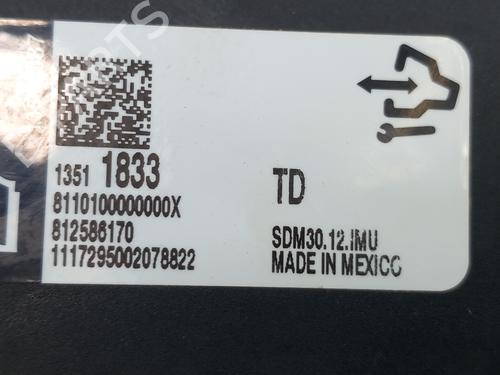 1351 1833
8110100000000X
812586170
1117295002078822
TD
SDM30.12.IMU
MADE IN MEXICO